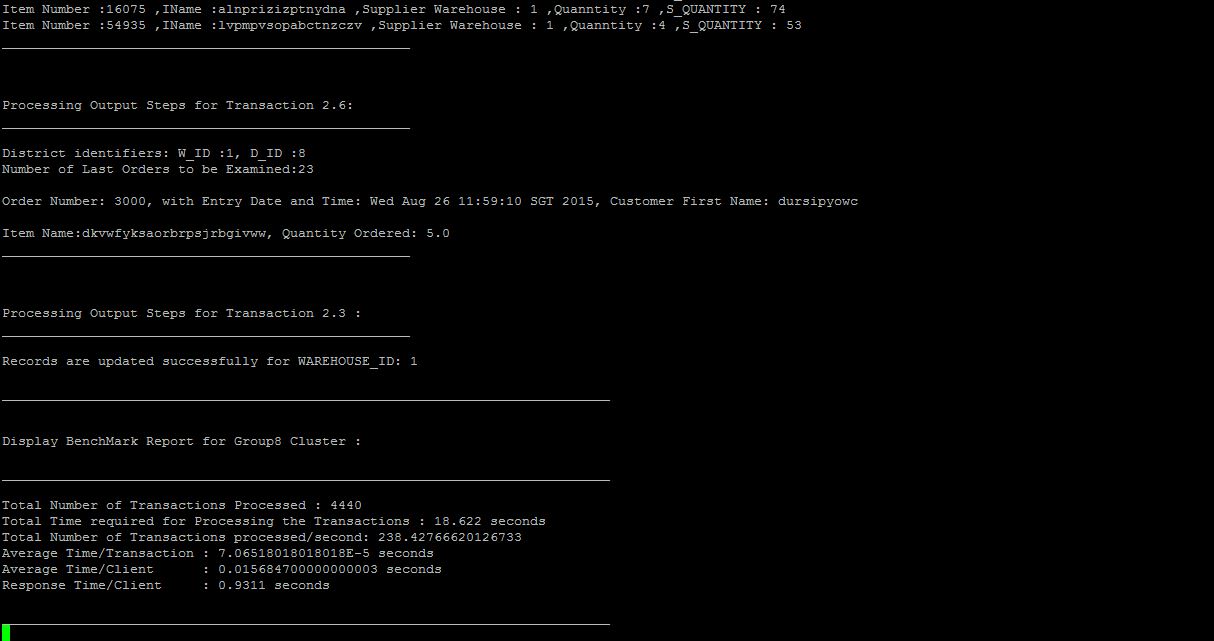 Item Number :16075 ,IName :alnprizizptnydna ,Supplier Warehouse : 1 ,Quanntity :7 ,S_QUANTITY : 74
Item Number :54935 ,IName :lvpmpvsopabctnzczv ,Supplier Warehouse : 1 ,Quanntity :4 ,S_QUANTITY : 53
Processing Output Steps for Transaction 2.6:
District identifiers: W_ID :1, D_ID :8
Number of Last Orders to be Examined:23
Order Number: 3000, with Entry Date and Time: Wed Aug 26 11:59:10 SGT 2015, Customer First Name: dursipyowc
Item Name:dkvwfyksaorbrpsjrbgivww, Quantity Ordered: 5.0
Processing Output Steps for Transaction 2.3 :
Records are updated successfully for WAREHOUSE_ID: 1
Display BenchMark Report for Group8 Cluster :
Total Number of Transactions Processed : 4440
Total Time required for Processing the Transactions : 18.622 seconds
Total Number of Transactions processed/second: 238.42766620126733
Average Time/Transaction : 7.06518018018018E-5 seconds
Average Time/Client      : 0.015684700000000003 seconds
Response Time/Client     : 0.9311 seconds